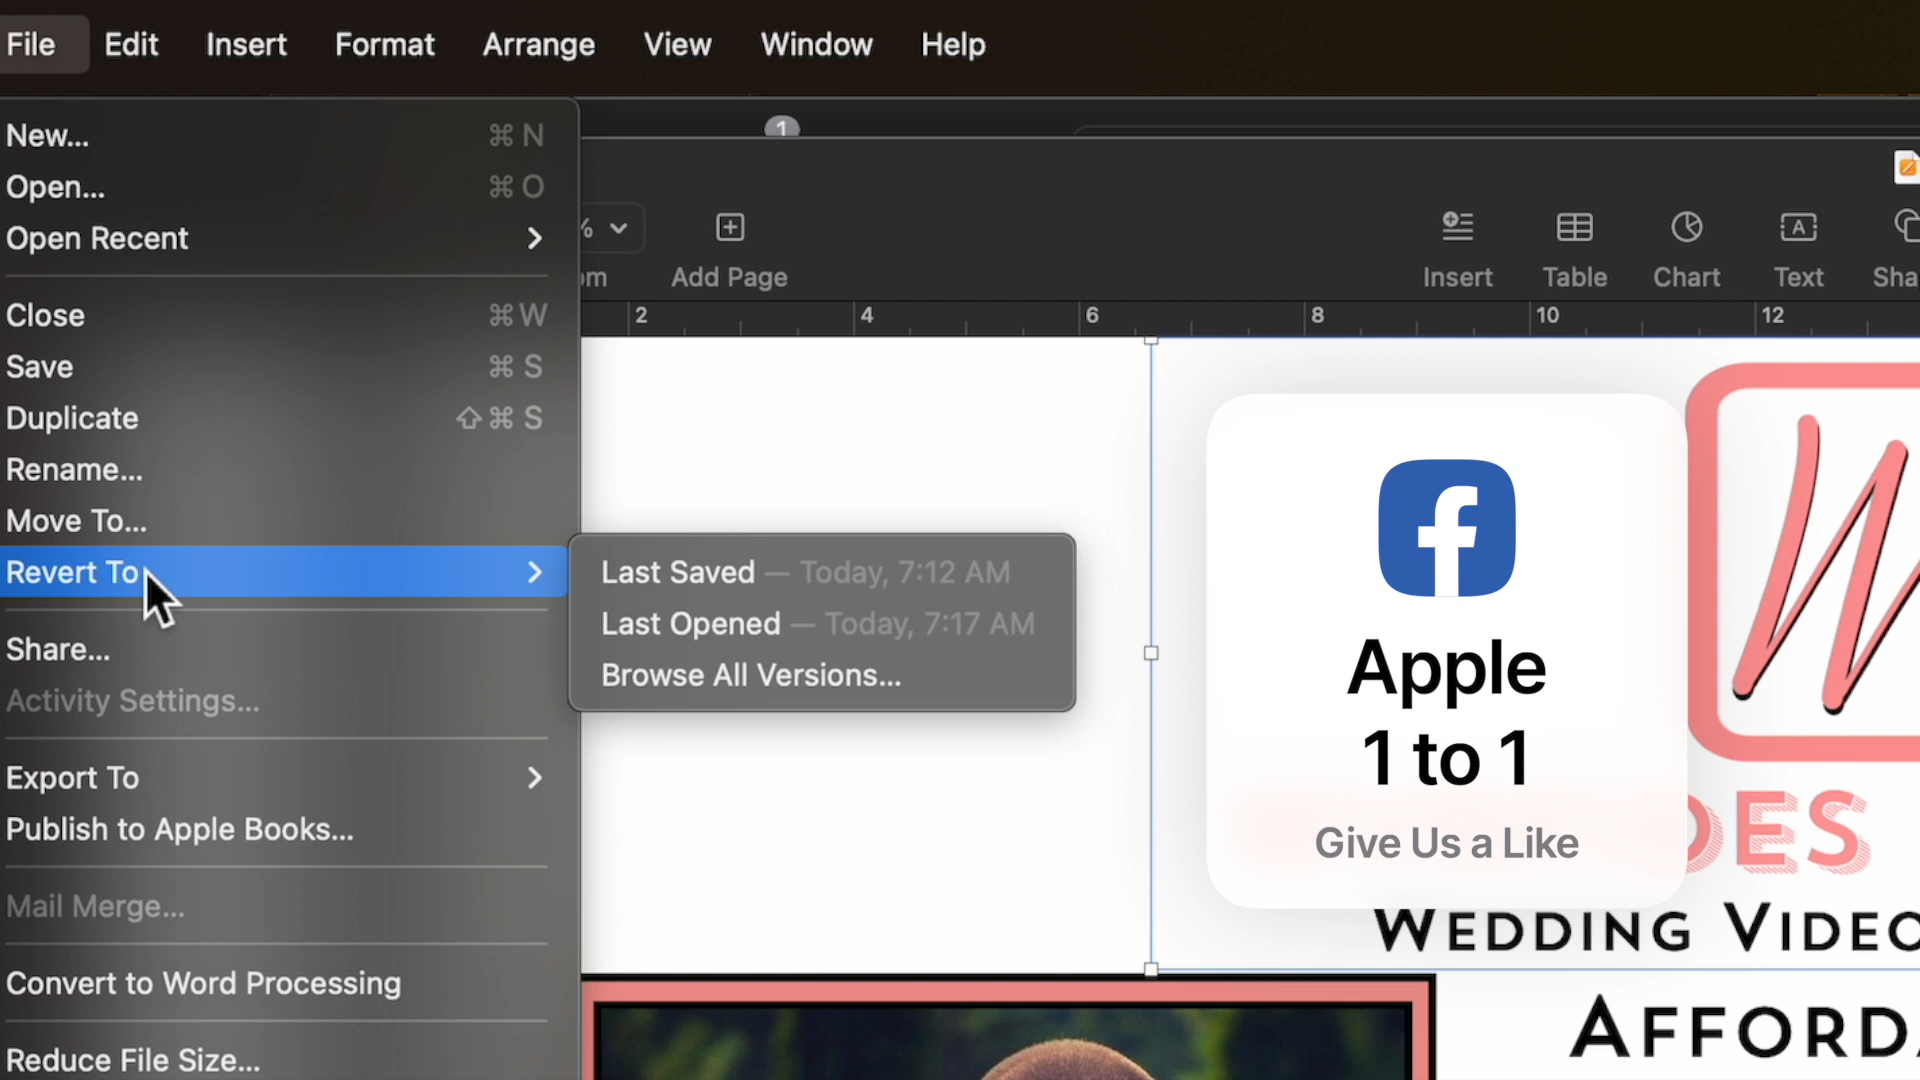 File Edit Insert Format Arrange View Window Help
New... ⌘ N
Open... ⌘ O
Open Recent
Close ⌘ W
Save ⌘ S
Duplicate ⇧ ⌘ S
Rename...
Move To...
Revert To
Share...
Activity Settings...
Export To
Publish to Apple Books...
Mail Merge...
Convert to Word Processing
Reduce File Size...
Last Saved — Today, 7:12 AM
Last Opened — Today, 7:17 AM
Browse All Versions...
1
%
Add Page
Insert Table Chart Text
2 4 6 8 10 12
Apple
1 to 1
Give Us a Like
W
WEDDING